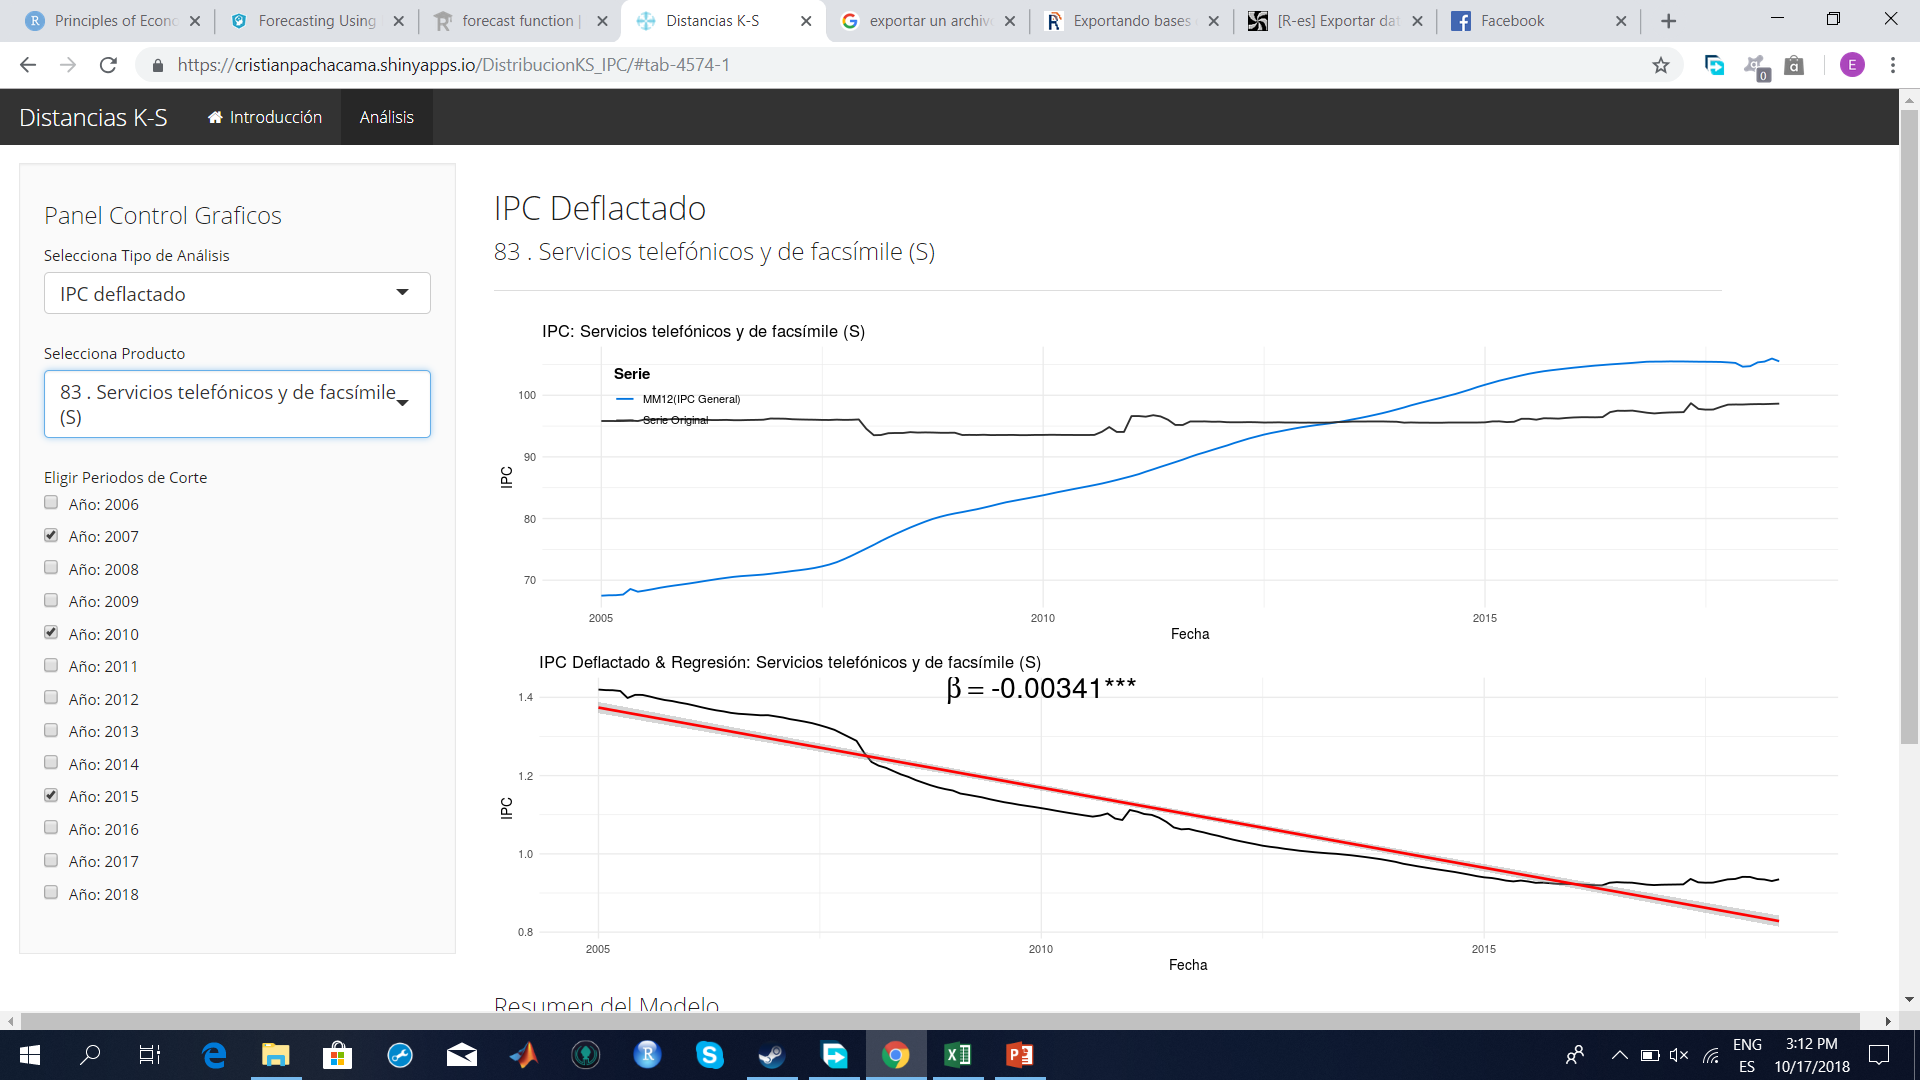 Principles of Econo
Forecasting Using
forecast function |
Distancias K-S
exportar un archivo
Exportando bases
[R-es] Exportar dat
Facebook
https://cristianpachacama.shinyapps.io/DistribucionKS_IPC/#tab-4574-1
0
E
Distancias K-S
Introducción
Análisis
Panel Control Graficos
Selecciona Tipo de Análisis
IPC deflactado
Selecciona Producto
83 . Servicios telefónicos y de facsímile
(S)
Eligir Periodos de Corte
Año: 2006
Año: 2007
Año: 2008
Año: 2009
Año: 2010
Año: 2011
Año: 2012
Año: 2013
Año: 2014
Año: 2015
Año: 2016
Año: 2017
Año: 2018
IPC Deflactado
83 . Servicios telefónicos y de facsímile (S)
IPC: Servicios telefónicos y de facsímile (S)
Serie
MM12(IPC General)
Serie Original
100
90
80
70
IPC
2005
2010
2015
Fecha
IPC Deflactado & Regresión: Servicios telefónicos y de facsímile (S)
β = -0.00341***
1.4
1.2
1.0
0.8
IPC
2005
2010
2015
Fecha
Resumen del Modelo
ENG
ES
3:12 PM
10/17/2018